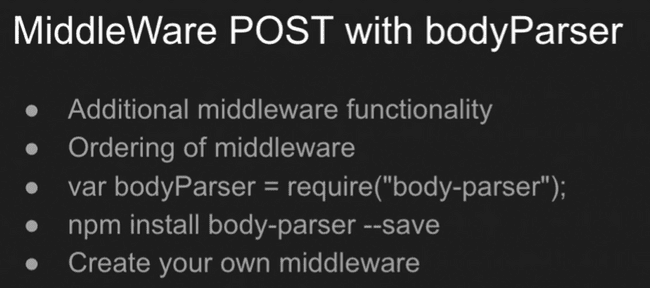 MiddleWare POST with bodyParser
● Additional middleware functionality
● Ordering of middleware
● var bodyParser = require("body-parser");
● npm install body-parser --save
● Create your own middleware